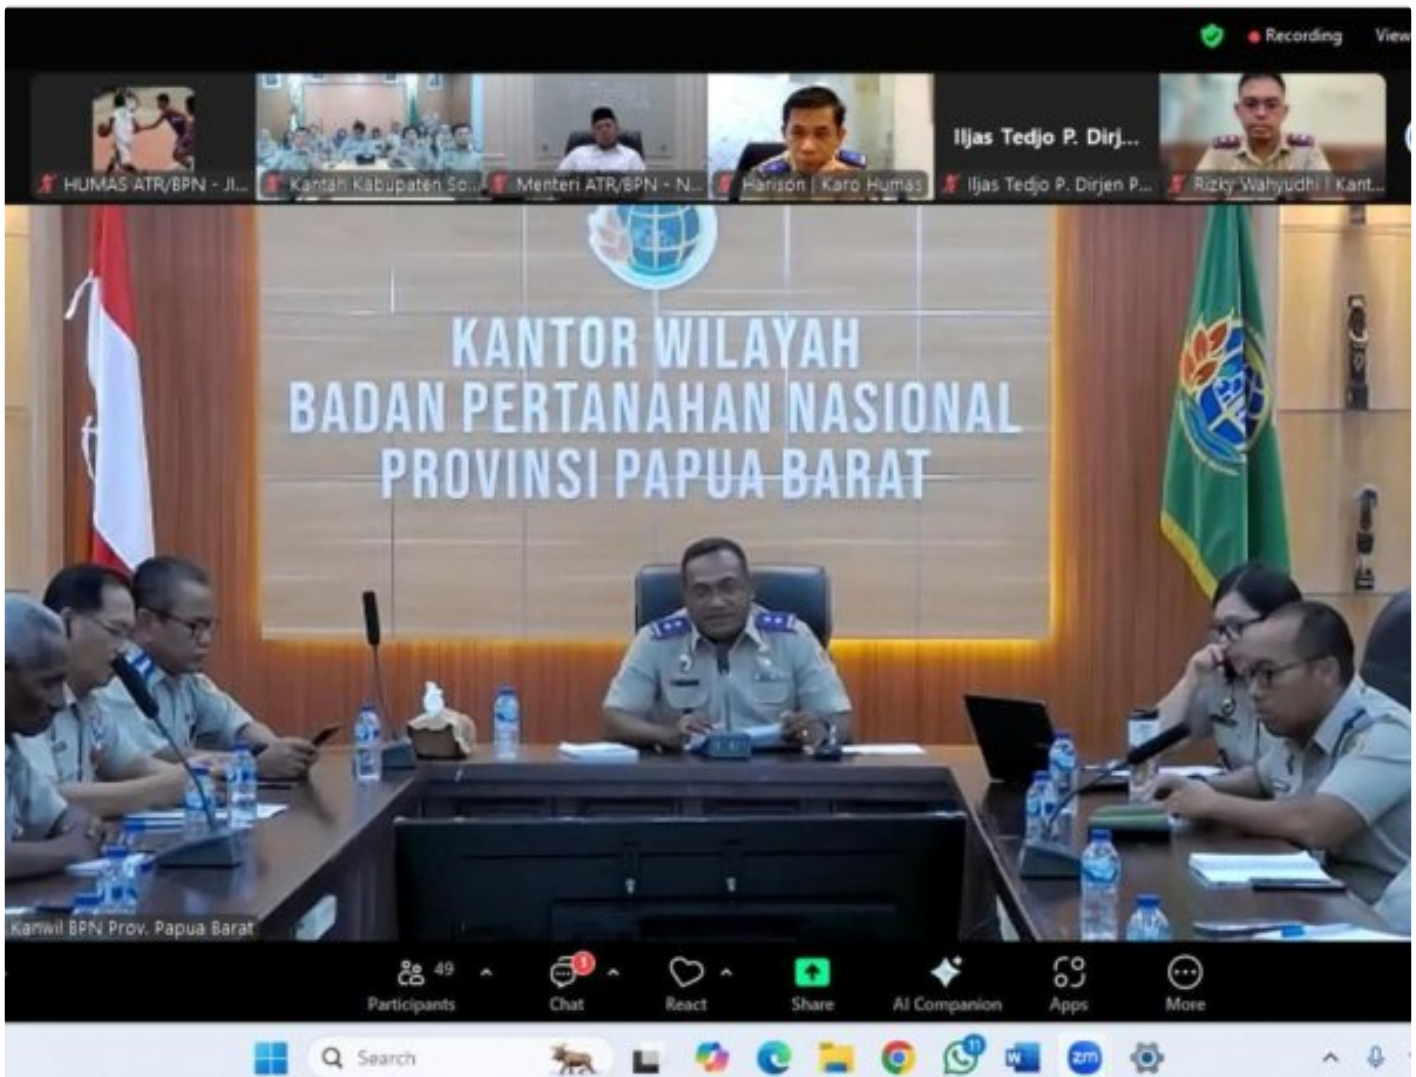 Recording
View
HUMAS ATR/BPN - JI...
Kantah Kabupaten So...
Menteri ATR/BPN - N...
Harison | Karo Humas
Iljas Tedjo P. Dirj...
Iljas Tedjo P. Dirjen P...
Rizky Wahyudhi | Kant...
KANTOR WILAYAH
BADAN PERTANAHAN NASIONAL
PROVINSI PAPUA BARAT
Kanwil BPN Prov. Papua Barat
49
Participants
Chat
React
Share
AI Companion
Apps
More
Search
11
W
zm